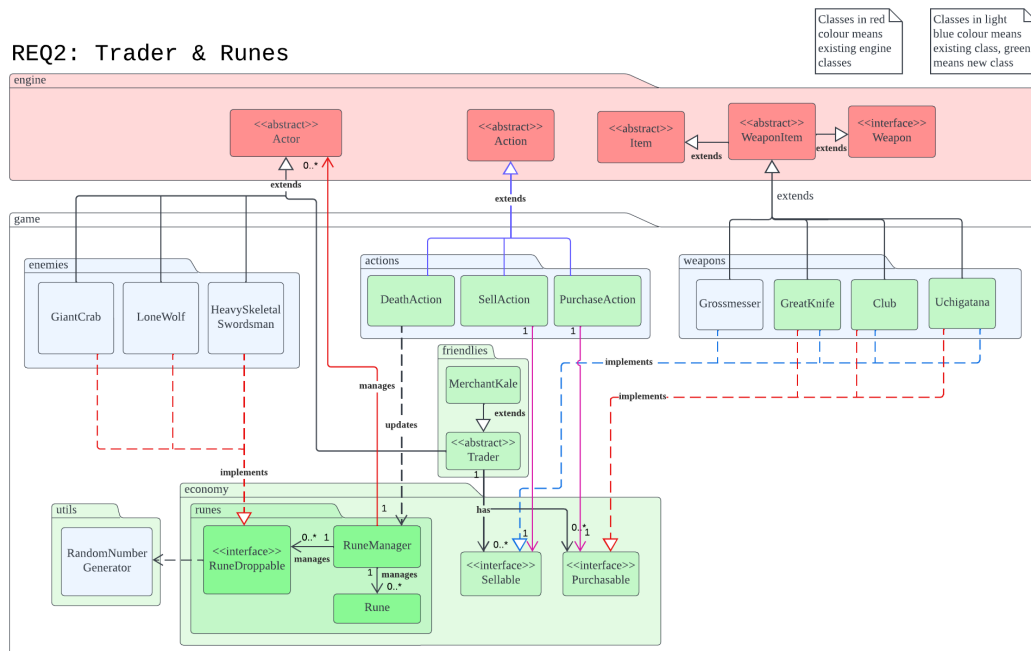 Classes in red
colour means
existing engine
classes
Classes in light
blue colour means
existing class, green
means new class
REQ2: Trader & Runes
engine
<<abstract>>
Actor
<<abstract>>
Action
<<abstract>>
Item
<<abstract>>
WeaponItem
<<interface>>
Weapon
extends
extends
0..*
extends
extends
extends
game
enemies
GiantCrab
LoneWolf
HeavySkeletal
Swordsman
actions
DeathAction
SellAction
PurchaseAction
1
1
weapons
Grossmesser
GreatKnife
Club
Uchigatana
friendlies
MerchantKale
extends
<<abstract>>
Trader
1
manages
updates
implements
implements
implements
has
economy
runes
utils
RandomNumber
Generator
<<interface>>
RuneDroppable
0..*
1
manages
1
RuneManager
1
manages
0..*
Rune
0..*
1
<<interface>>
Sellable
0..*
1
<<interface>>
Purchasable